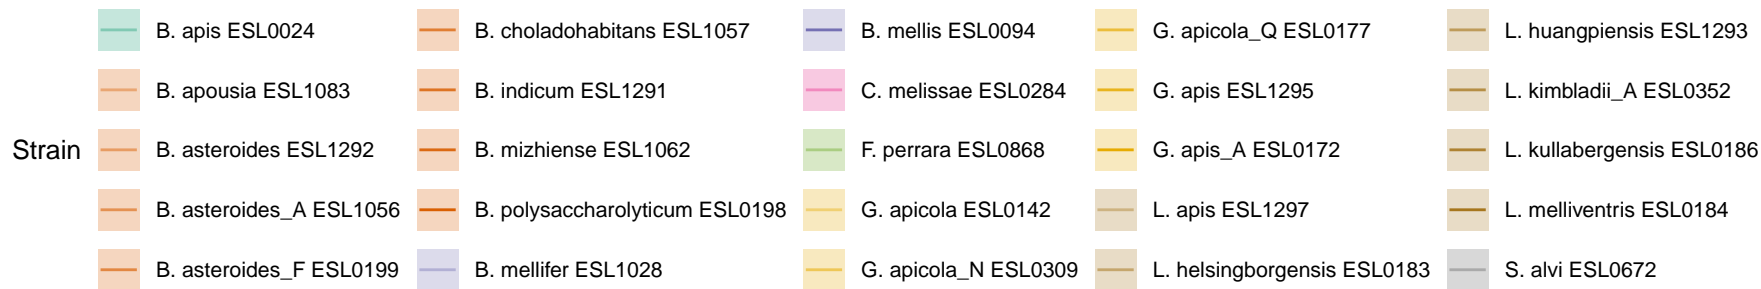 Strain
B. apis ESL0024
B. apousia ESL1083
B. asteroides ESL1292
B. asteroides_A ESL1056
B. asteroides_F ESL0199
B. choladohabitans ESL1057
B. indicum ESL1291
B. mizhiense ESL1062
B. polysaccharolyticum ESL0198
B. mellifer ESL1028
B. mellis ESL0094
C. melissae ESL0284
F. perrara ESL0868
G. apicola ESL0142
G. apicola_N ESL0309
G. apicola_Q ESL0177
G. apis ESL1295
G. apis_A ESL0172
L. apis ESL1297
L. helsingborgensis ESL0183
L. huangpiensis ESL1293
L. kimbladii_A ESL0352
L. kullabergensis ESL0186
L. melliventris ESL0184
S. alvi ESL0672